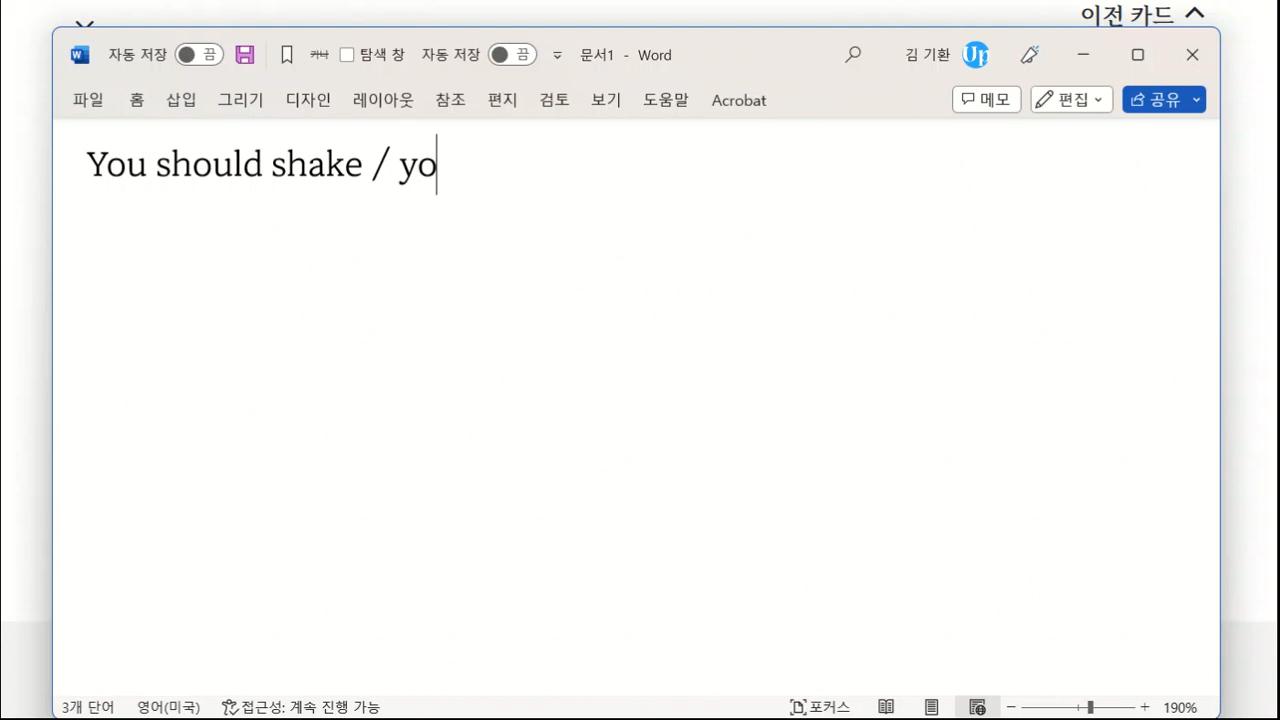 이전 카드
자동 저장 끔 가나 탐색 창 자동 저장 끔 문서1 - Word 김 기환 Up
파일 홈 삽입 그리기 디자인 레이아웃 참조 편지 검토 보기 도움말 Acrobat 메모 편집 공유
You should shake / yo
3개 단어 영어(미국) 접근성: 계속 진행 가능 포커스 190%